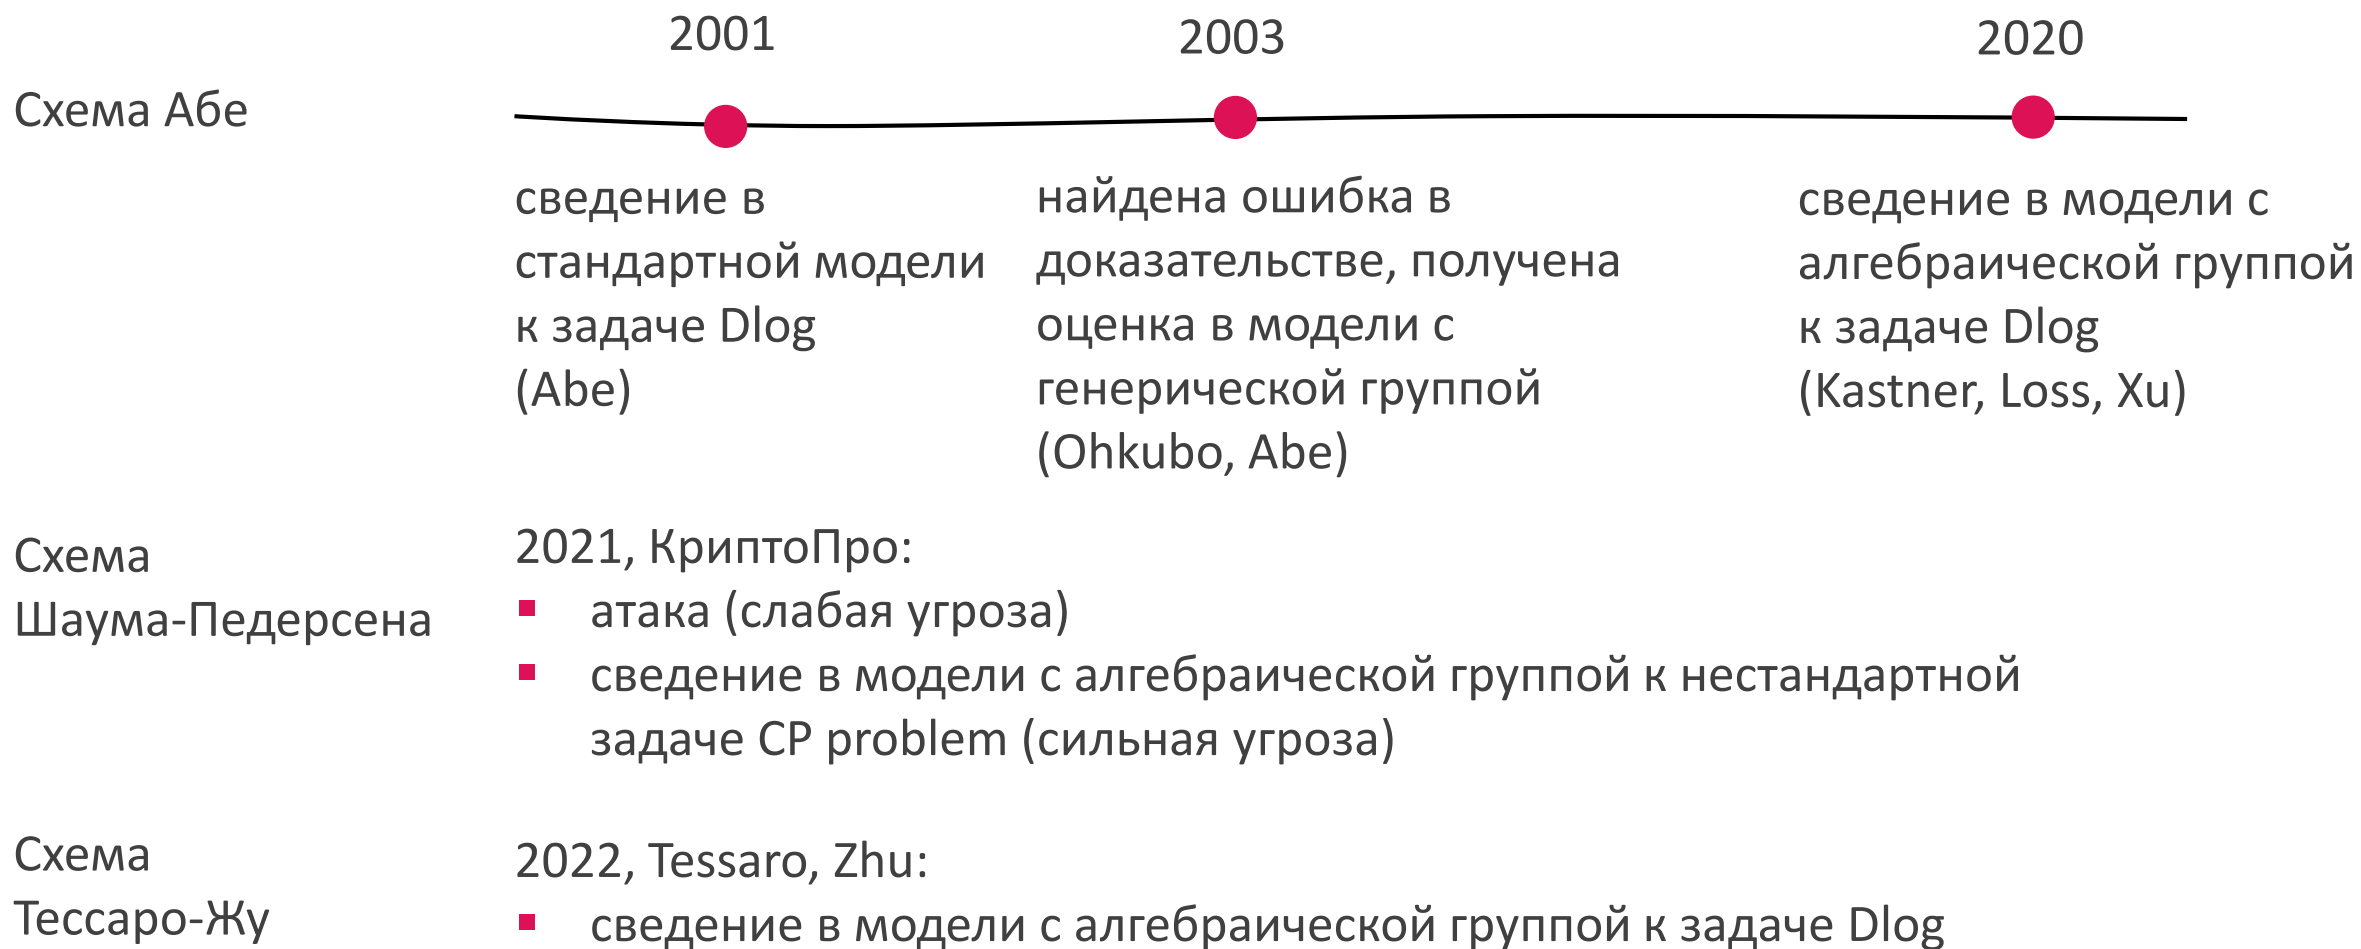 2001 2003 2020
Схема Абе
сведение в
стандартной модели
к задаче Dlog
(Abe)
найдена ошибка в
доказательстве, получена
оценка в модели с
генерической группой
(Ohkubo, Abe)
сведение в модели с
алгебраической группой
к задаче Dlog
(Kastner, Loss, Xu)
Схема
Шаума-Педерсена
2021, КриптоПро:
атака (слабая угроза)
сведение в модели с алгебраической группой к нестандартной
задаче CP problem (сильная угроза)
Схема
Тессаро-Жу
2022, Tessaro, Zhu:
сведение в модели с алгебраической группой к задаче Dlog